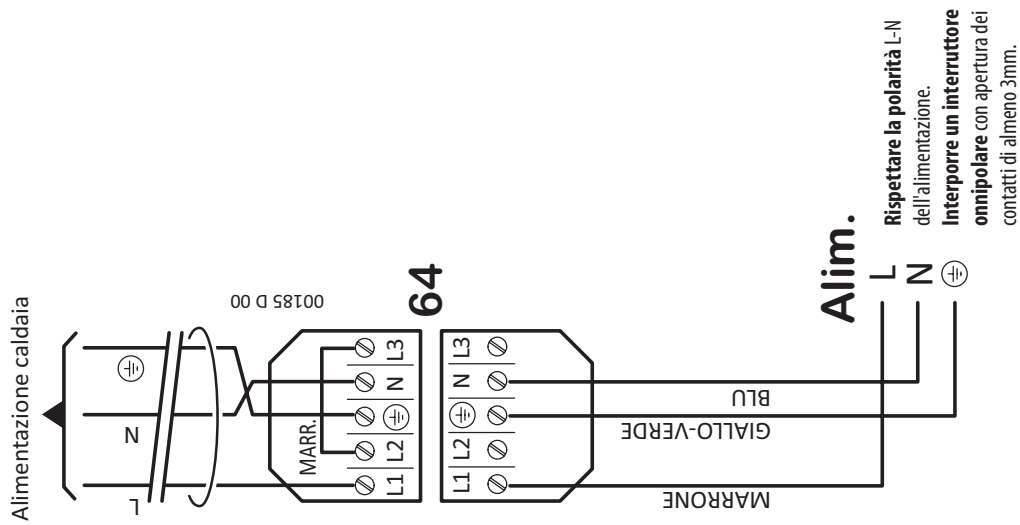 Alimentazione caldaia
L
N
00185 D 00
MARR.
L1
L2
N
L3
64
L1
L2
N
L3
MARRONE
GIALLO-VERDE
BLU
Alim.
L
N
Rispettare la polarità L-N
dell'alimentazione.
Interporre un interruttore
onnipolare con apertura dei
contatti di almeno 3mm.